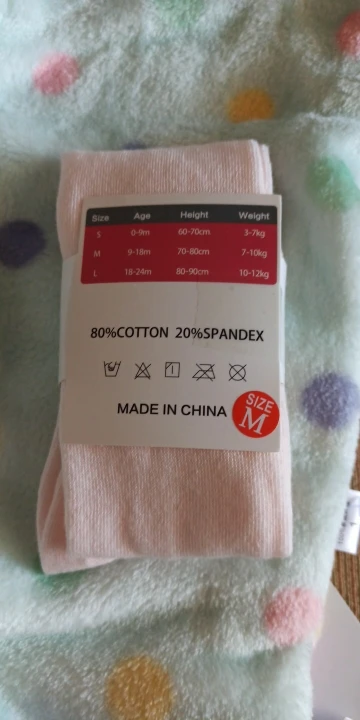 Size Age Height Weight
S 0-9m 60-70cm 3-7kg
M 9-18m 70-80cm 7-10kg
L 18-24m 80-90cm 10-12kg
80%COTTON 20%SPANDEX
MADE IN CHINA
SIZE
M